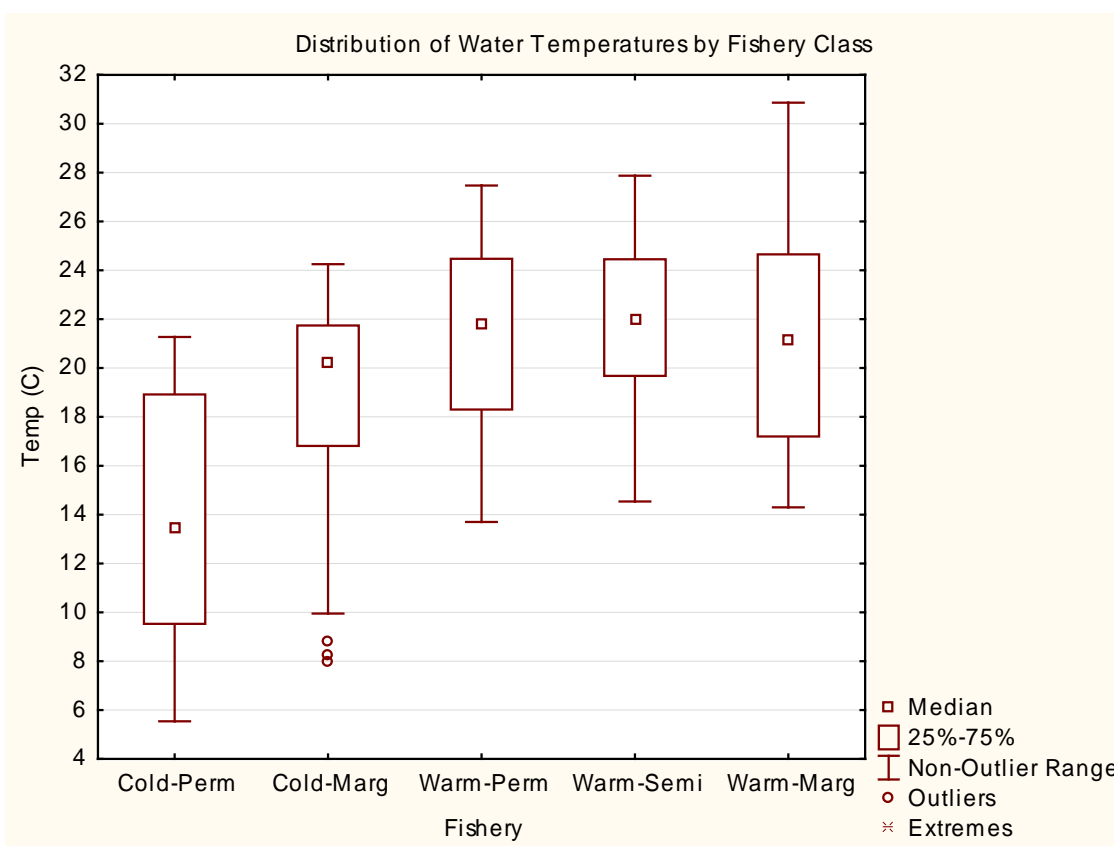 Distribution of Water Temperatures by Fishery Class
Temp (C)
32
30
28
26
24
22
20
18
16
14
12
10
8
6
4
Cold-Perm Cold-Marg Warm-Perm Warm-Semi Warm-Marg
Fishery
Median
25%-75%
Non-Outlier Range
Outliers
Extremes